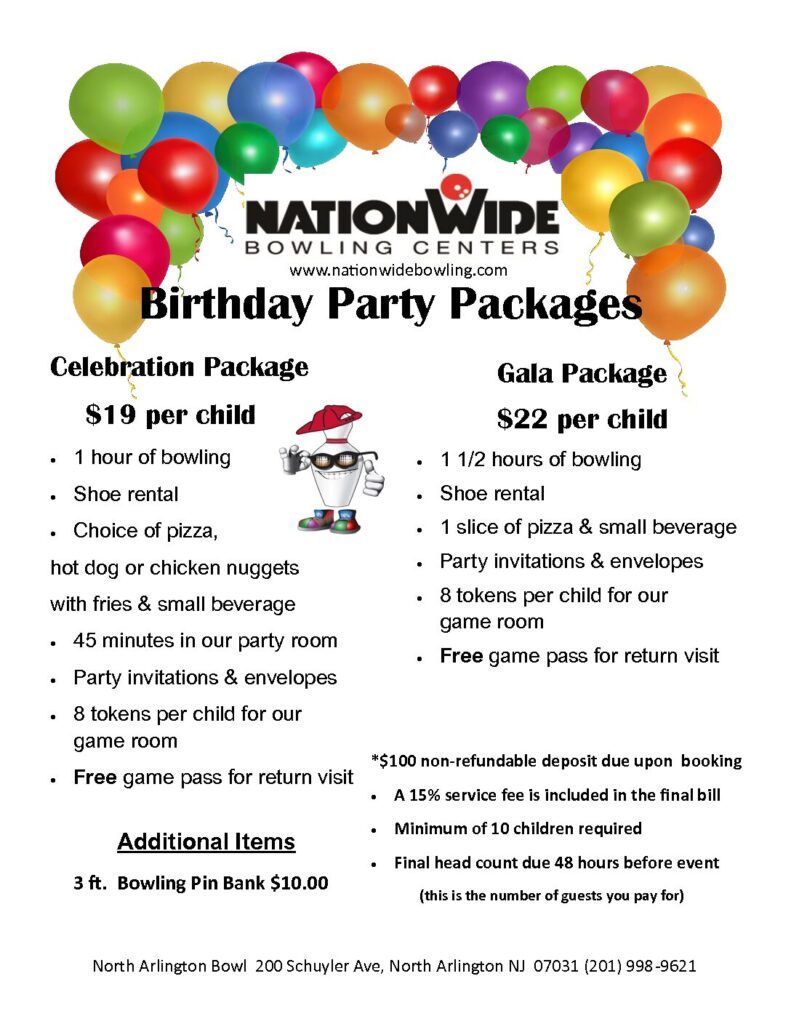 NATIONWIDE
BOWLING CENTERS
www.nationwidebowling.com
Birthday Party Packages
Celebration Package
$19 per child
• 1 hour of bowling
• Shoe rental
• Choice of pizza,
hot dog or chicken nuggets
with fries & small beverage
• 45 minutes in our party room
• Party invitations & envelopes
• 8 tokens per child for our
game room
• Free game pass for return visit
Additional Items
3 ft. Bowling Pin Bank $10.00
Gala Package
$22 per child
• 1 1/2 hours of bowling
• Shoe rental
• 1 slice of pizza & small beverage
• Party invitations & envelopes
• 8 tokens per child for our
game room
• Free game pass for return visit
*$100 non-refundable deposit due upon booking
• A 15% service fee is included in the final bill
• Minimum of 10 children required
• Final head count due 48 hours before event
(this is the number of guests you pay for)
North Arlington Bowl 200 Schuyler Ave, North Arlington NJ 07031 (201) 998-9621